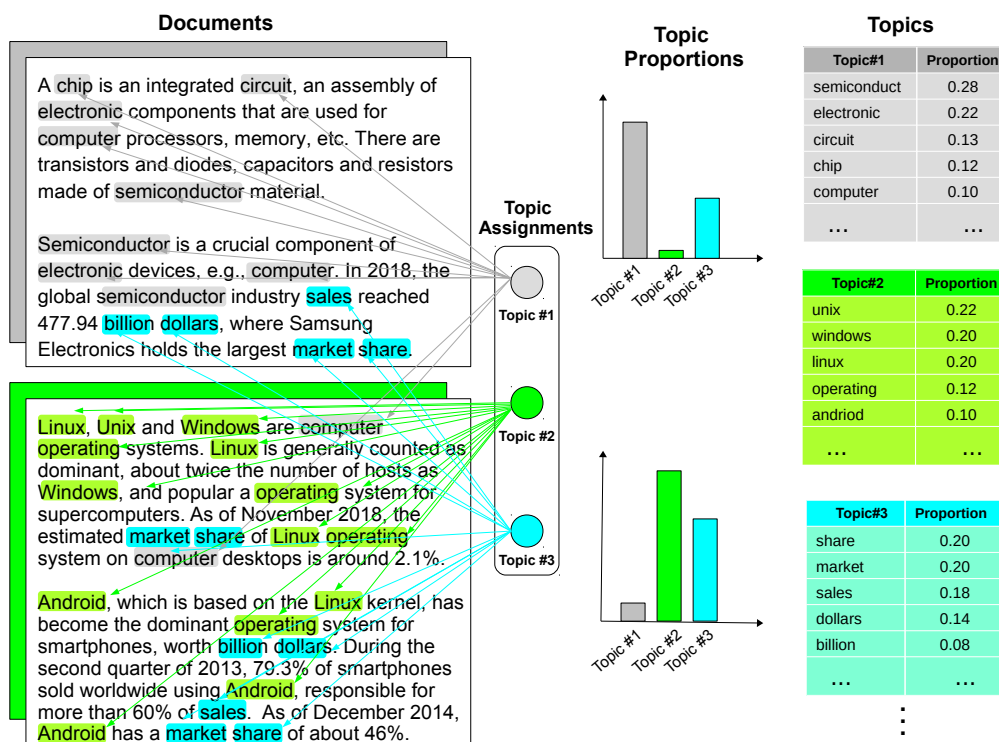 Documents
A chip is an integrated circuit, an assembly of
electronic components that are used for
computer processors, memory, etc. There are
transistors and diodes, capacitors and resistors
made of semiconductor material.
Semiconductor is a crucial component of
electronic devices, e.g., computer. In 2018, the
global semiconductor industry sales reached
477.94 billion dollars, where Samsung
Electronics holds the largest market share.
Linux, Unix and Windows are computer
operating systems. Linux is generally counted as
dominant, about twice the number of hosts as
Windows, and popular a operating system for
supercomputers. As of November 2018, the
estimated market share of Linux operating
system on computer desktops is around 2.1%.
Android, which is based on the Linux kernel, has
become the dominant operating system for
smartphones, worth billion dollars. During the
second quarter of 2013, 79.3% of smartphones
sold worldwide using Android, responsible for
more than 60% of sales. As of December 2014,
Android has a market share of about 46%.
Topic
Assignments
Topic #1
Topic #2
Topic #3
Topic
Proportions
Topic #1
Topic #2
Topic #3
Topic #1
Topic #2
Topic #3
Topics
Topic#1 Proportion
semiconduct 0.28
electronic 0.22
circuit 0.13
chip 0.12
computer 0.10
... ...
Topic#2 Proportion
unix 0.22
windows 0.20
linux 0.20
operating 0.12
andriod 0.10
... ...
Topic#3 Proportion
share 0.20
market 0.20
sales 0.18
dollars 0.14
billion 0.08
... ...